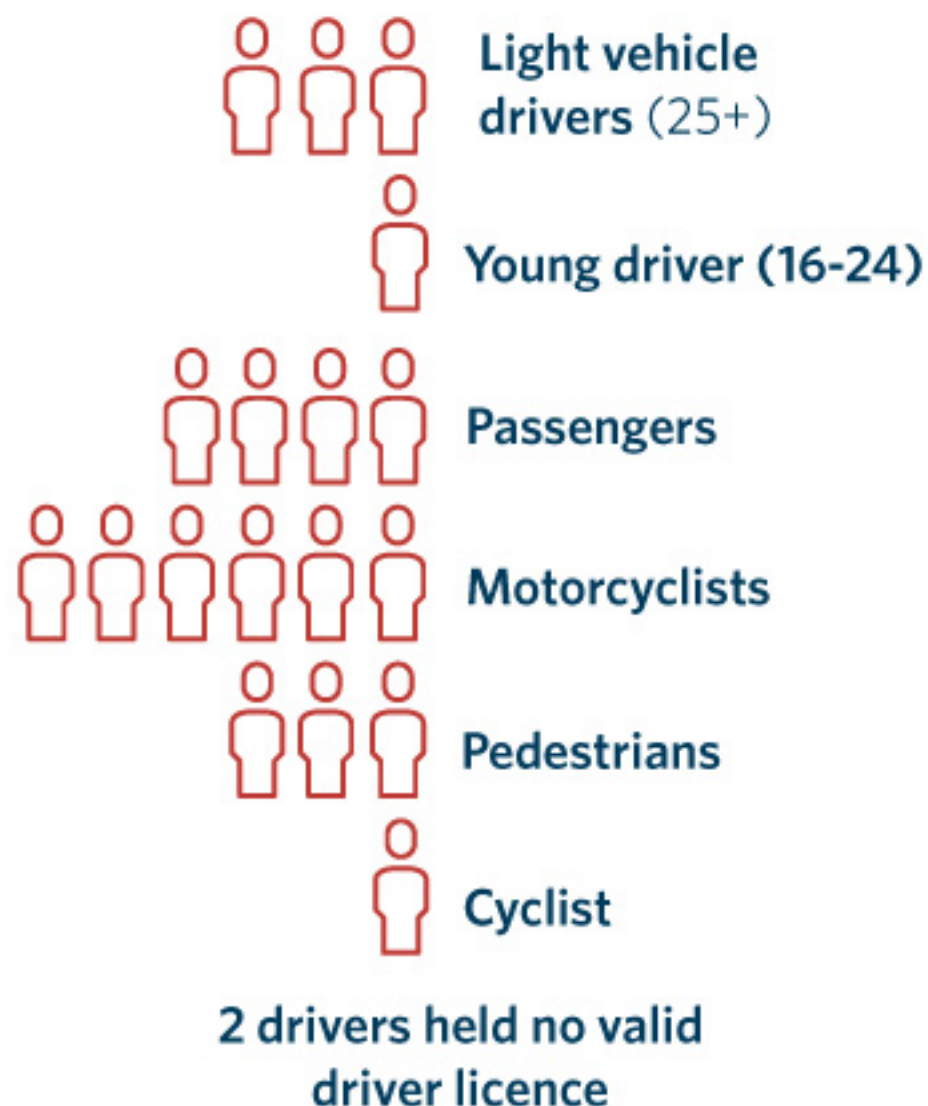 Light vehicle
drivers (25+)
Young driver (16-24)
Passengers
Motorcyclists
Pedestrians
Cyclist
2 drivers held no valid
driver licence